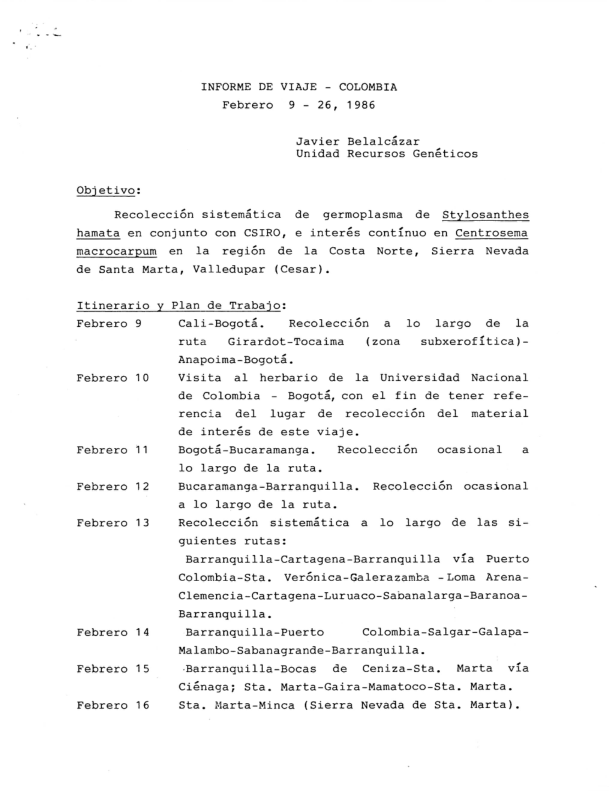 INFORME DE VIAJE - COLOMBIA
Febrero 9 - 26, 1986
Javier Belalcázar
Unidad Recursos Genéticos
Objetivo:
Recolección sistemática de germoplasma de Stylosanthes
hamata en conjunto con CSIRO, e interés contínuo en Centrosema
macrocarpum en la región de la Costa Norte, Sierra Nevada
de Santa Marta, Valledupar (Cesar).
Itinerario y Plan de Trabajo:
Febrero 9 Cali-Bogotá. Recolección a lo largo de la
ruta Girardot-Tocaima (zona subxerofítica)-
Anapoima-Bogotá.
Febrero 10 Visita al herbario de la Universidad Nacional
de Colombia - Bogotá, con el fin de tener refe-
rencia del lugar de recolección del material
de interés de este viaje.
Febrero 11 Bogotá-Bucaramanga. Recolección ocasional a
lo largo de la ruta.
Febrero 12 Bucaramanga-Barranquilla. Recolección ocasional
a lo largo de la ruta.
Febrero 13 Recolección sistemática a lo largo de las si-
guientes rutas:
Barranquilla-Cartagena-Barranquilla vía Puerto
Colombia-Sta. Verónica-Galerazamba -Loma Arena-
Clemencia-Cartagena-Luruaco-Sabanalarga-Baranoa-
Barranquilla.
Febrero 14 Barranquilla-Puerto Colombia-Salgar-Galapa-
Malambo-Sabanagrande-Barranquilla.
Febrero 15 Barranquilla-Bocas de Ceniza-Sta. Marta vía
Ciénaga; Sta. Marta-Gaira-Mamatoco-Sta. Marta.
Febrero 16 Sta. Marta-Minca (Sierra Nevada de Sta. Marta).